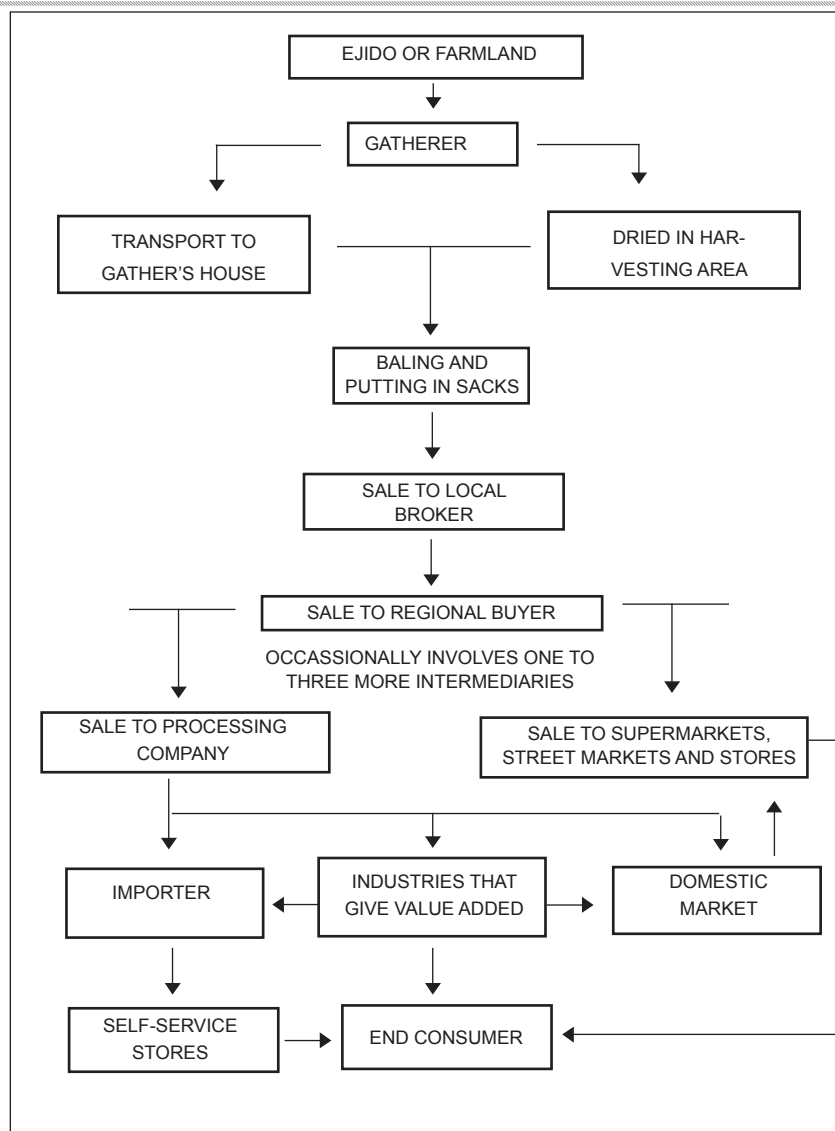 EJIDO OR FARMLAND
GATHERER
TRANSPORT TO
GATHER'S HOUSE
DRIED IN HAR-
VESTING AREA
BALING AND
PUTTING IN SACKS
SALE TO LOCAL
BROKER
SALE TO REGIONAL BUYER
OCCASSIONALLY INVOLVES ONE TO
THREE MORE INTERMEDIARIES
SALE TO PROCESSING
COMPANY
SALE TO SUPERMARKETS,
STREET MARKETS AND STORES
IMPORTER
INDUSTRIES THAT
GIVE VALUE ADDED
DOMESTIC
MARKET
SELF-SERVICE
STORES
END CONSUMER